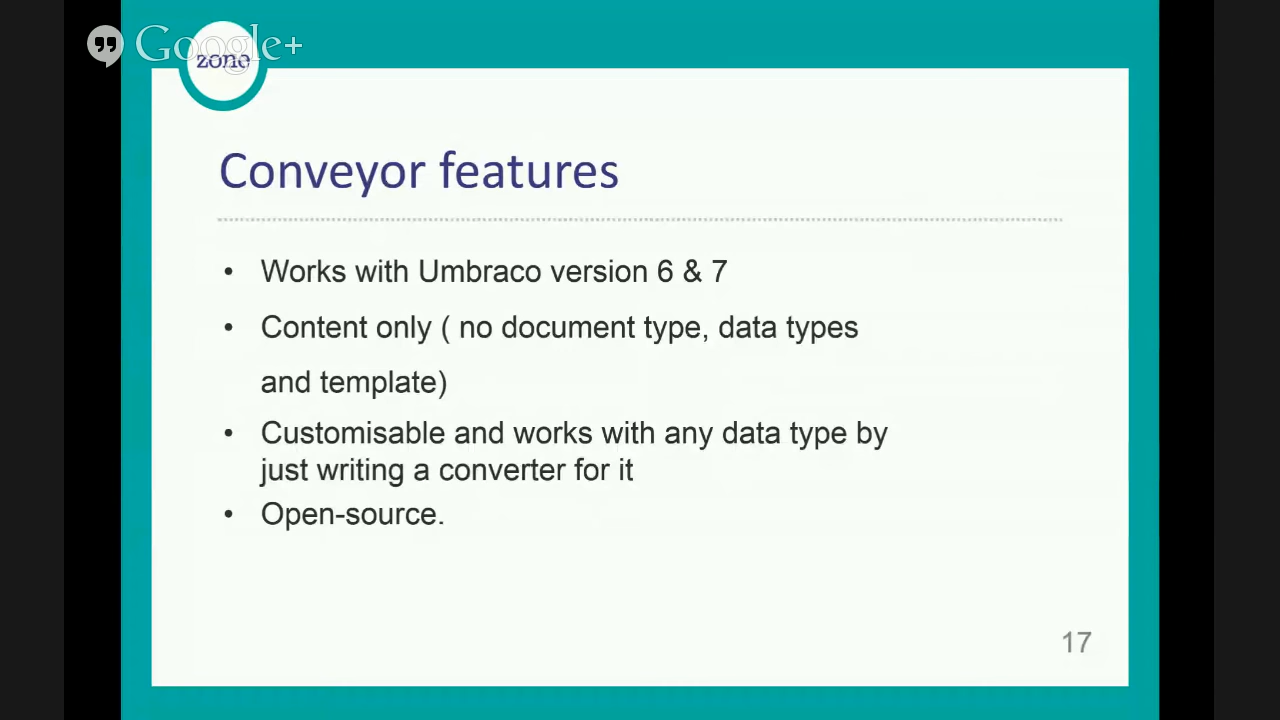 Google+
zone
Conveyor features
• Works with Umbraco version 6 & 7
• Content only ( no document type, data types
and template)
• Customisable and works with any data type by
just writing a converter for it
• Open-source.
17